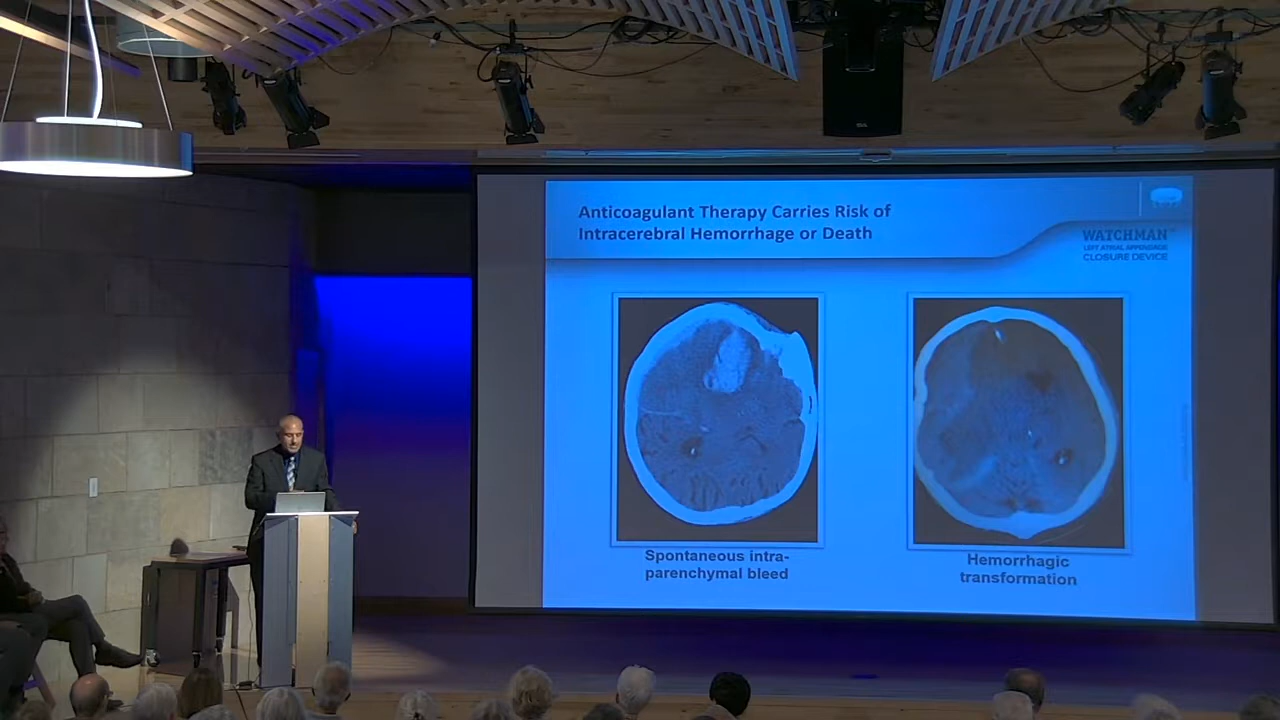 Anticoagulant Therapy Carries Risk of
Intracerebral Hemorrhage or Death
WATCHMAN
LEFT ATRIAL APPENDAGE
CLOSURE DEVICE
Spontaneous intra-
parenchymal bleed
Hemorrhagic
transformation